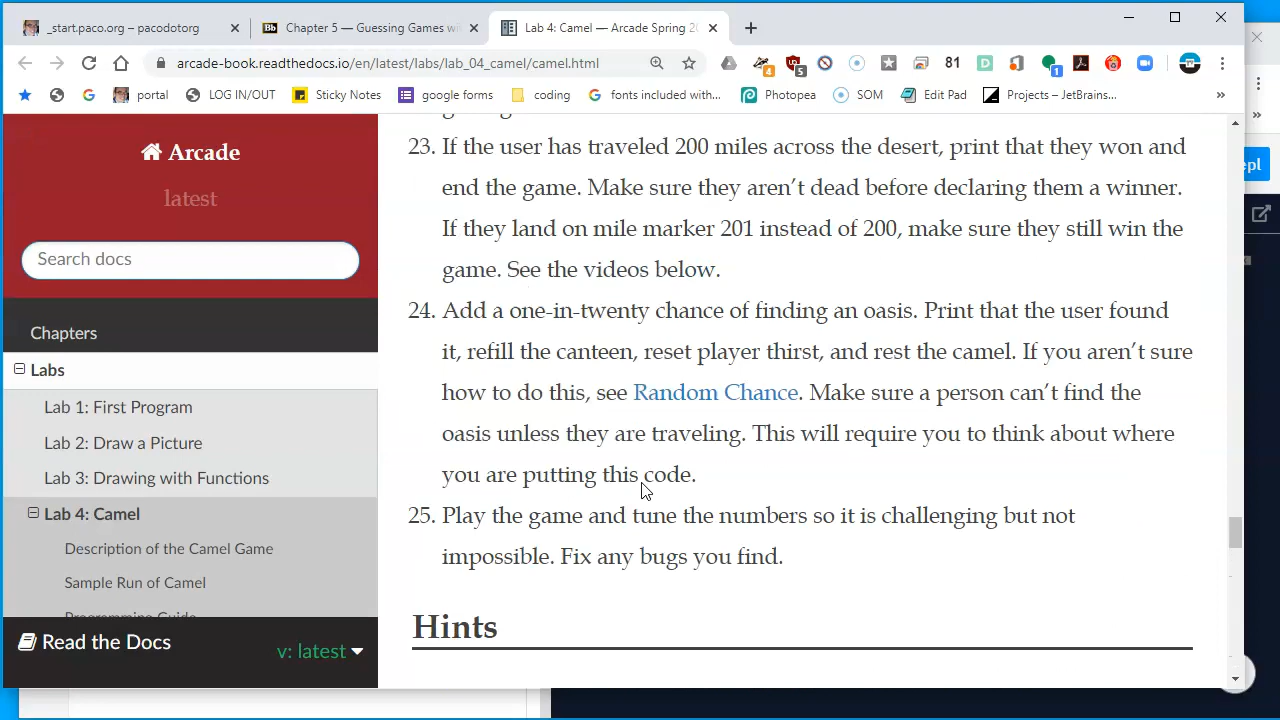 _start.paco.org – pacodotorg
Chapter 5 — Guessing Games wi
Lab 4: Camel — Arcade Spring 20
arcade-book.readthedocs.io/en/latest/labs/lab_04_camel/camel.html
4
5
81
1
portal
LOG IN/OUT
Sticky Notes
google forms
coding
fonts included with...
Photopea
SOM
Edit Pad
Projects – JetBrains...
»
»
epl
Arcade
latest
Search docs
Chapters
Labs
Lab 1: First Program
Lab 2: Draw a Picture
Lab 3: Drawing with Functions
Lab 4: Camel
Description of the Camel Game
Sample Run of Camel
Programming Guide
Read the Docs
v: latest
23. If the user has traveled 200 miles across the desert, print that they won and
end the game. Make sure they aren’t dead before declaring them a winner.
If they land on mile marker 201 instead of 200, make sure they still win the
game. See the videos below.
24. Add a one-in-twenty chance of finding an oasis. Print that the user found
it, refill the canteen, reset player thirst, and rest the camel. If you aren’t sure
how to do this, see Random Chance. Make sure a person can’t find the
oasis unless they are traveling. This will require you to think about where
you are putting this code.
25. Play the game and tune the numbers so it is challenging but not
impossible. Fix any bugs you find.
Hints